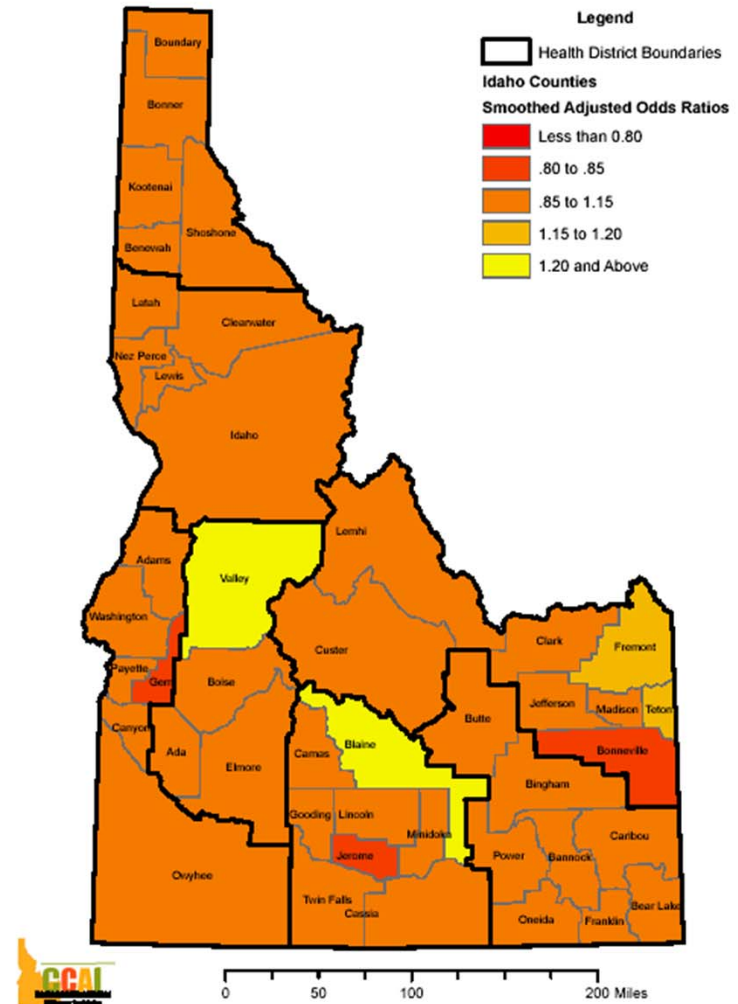 Legend
Health District Boundaries
Idaho Counties
Smoothed Adjusted Odds Ratios
Less than 0.80
.80 to .85
.85 to 1.15
1.15 to 1.20
1.20 and Above
Boundary
Bonner
Kootenai
Shoshone
Benewah
Latah
Clearwater
Nez Perce
Lewis
Idaho
Lemhi
Adams
Valley
Washington
Custer
Clark
Fremont
Payette
Gem
Boise
Jefferson
Madison
Teton
Butte
Canyon
Ada
Camas
Blaine
Bonneville
Elmore
Bingham
Gooding
Lincoln
Minidoka
Caribou
Jerome
Power
Bannock
Owyhee
Twin Falls
Cassia
Bear Lake
Oneida
Franklin
GCAI
0 50 100 200 Miles